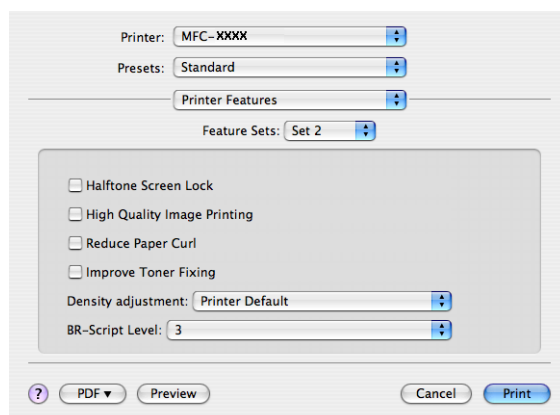 Printer: MFC-XXXX
Presets: Standard
Printer Features
Feature Sets: Set 2
Halftone Screen Lock
High Quality Image Printing
Reduce Paper Curl
Improve Toner Fixing
Density adjustment: Printer Default
BR-Script Level: 3
? PDF ▼ Preview Cancel Print